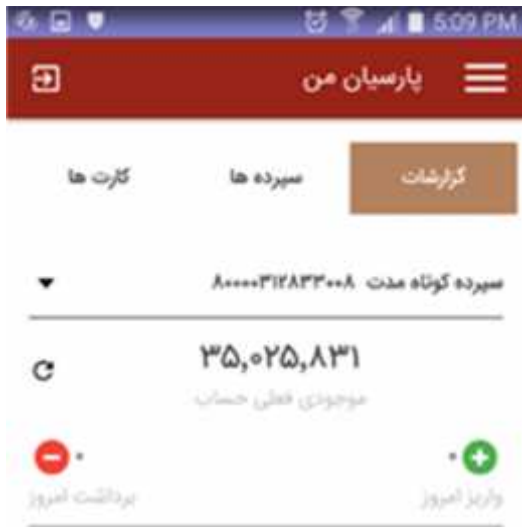 5:09 PM
پارسیان من
گزارشات سپرده ها کارت ها
سپرده کوتاه مدت ۸۰۰۰۰۳۱۲۸۳۳۰۰۸
۳۵,۰۲۵,۸۳۱
موجودی فعلی حساب
۰ ۰
واریز امروز برداشت امروز